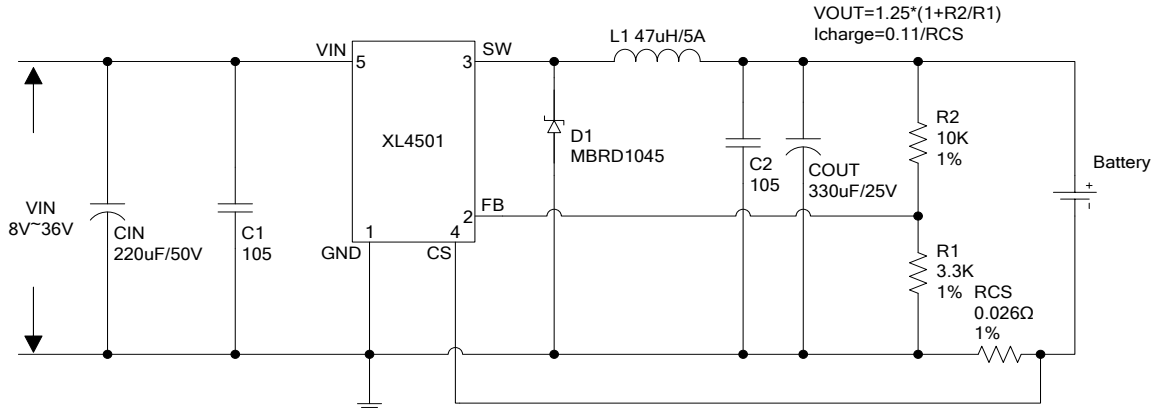 VOUT=1.25*(1+R2/R1)
Icharge=0.11/RCS
L1 47uH/5A
VIN
SW
5
3
XL4501
D1
MBRD1045
R2
10K
1%
C2
105
COUT
330uF/25V
Battery
+
-
VIN
8V~36V
CIN
220uF/50V
C1
105
FB
2
1
4
GND
CS
R1
3.3K
1%
RCS
0.026Ω
1%